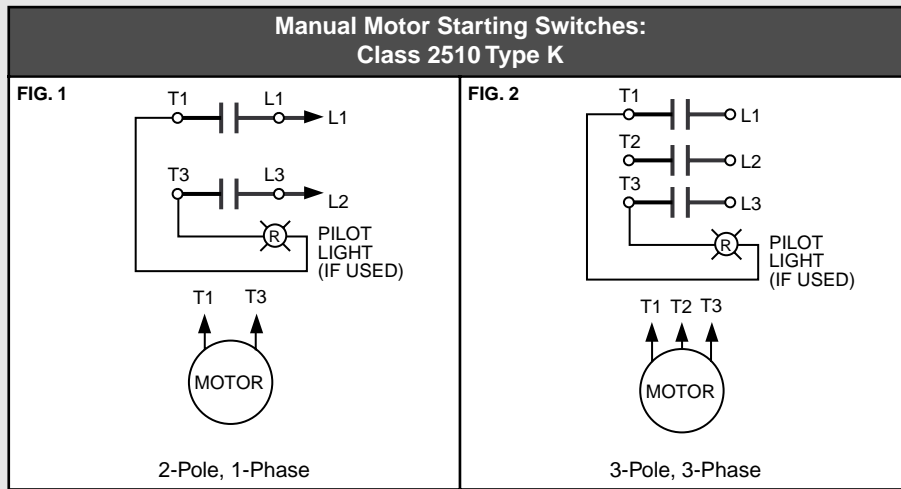 Manual Motor Starting Switches:
Class 2510 Type K
FIG. 1
T1
L1
L1
T3
L3
L2
R
PILOT
LIGHT
(IF USED)
T1 T3
MOTOR
2-Pole, 1-Phase
FIG. 2
T1
L1
T2
L2
T3
L3
R
PILOT
LIGHT
(IF USED)
T1 T2 T3
MOTOR
3-Pole, 3-Phase